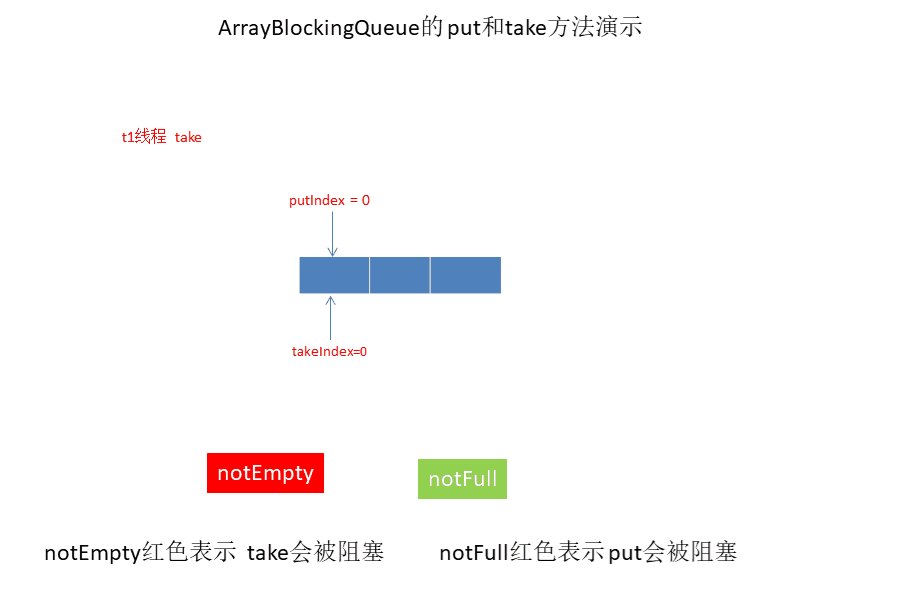 ArrayBlockingQueue的put和take方法演示
t1线程 take
putIndex = 0
takeIndex=0
notEmpty
notFull
notEmpty红色表示 take会被阻塞 notFull红色表示put会被阻塞